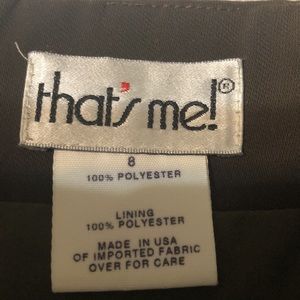 that's me!®
8
100% POLYESTER
LINING
100% POLYESTER
MADE IN USA
OF IMPORTED FABRIC
OVER FOR CARE